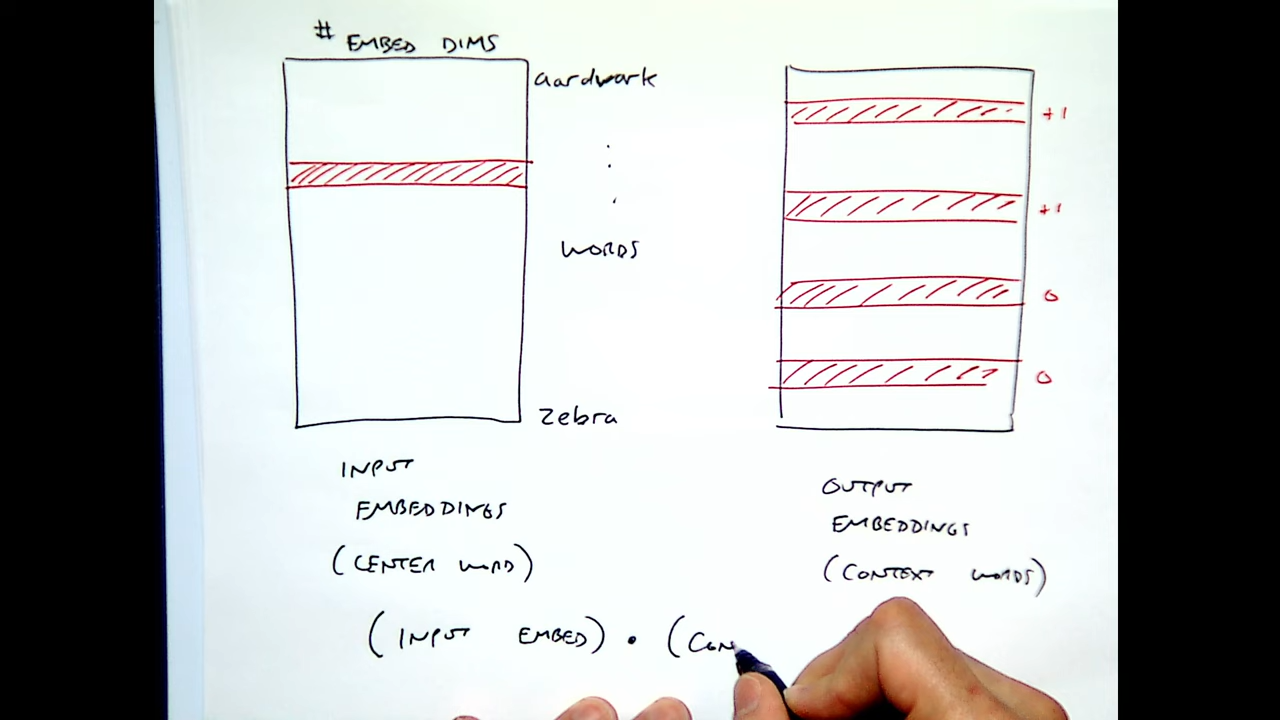 # EMBED DIMS
aardvark
WORDS
Zebra
INPUT
EMBEDDINGS
(CENTER WORD)
+1
+1
0
0
OUTPUT
EMBEDDINGS
(CONTEXT WORDS)
(INPUT EMBED) • (CON